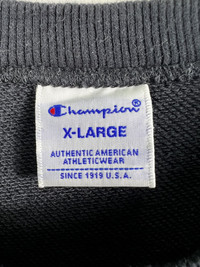 Champion®
X-LARGE
AUTHENTIC AMERICAN
ATHLETICWEAR
SINCE 1919 U.S.A.